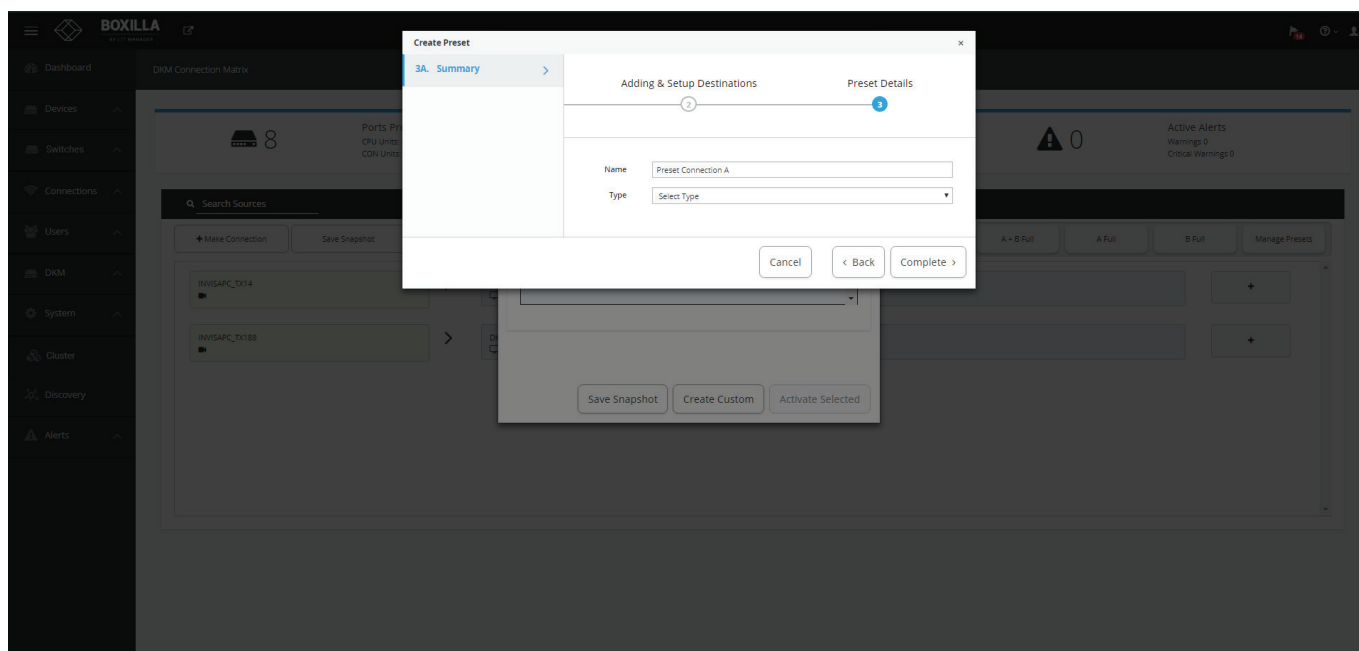 BOXILLA
14
Dashboard
DKM Connection Matrix
Devices
Switches
Connections
Users
DKM
System
Cluster
Discovery
Alerts
8
CPU Units
CON Units
0
Active Alerts
Warnings 0
Critical Warnings 0
Search Sources
+ Make Connection
Save Snapshot
A + B Full
A Full
B Full
Manage Presets
INVISAPC_TX14
+
INVISAPC_TX188
+
Create Preset
×
3A. Summary
Adding & Setup Destinations
Preset Details
2
3
Name
Preset Connection A
Type
Select Type
Cancel
< Back
Complete >
Save Snapshot
Create Custom
Activate Selected